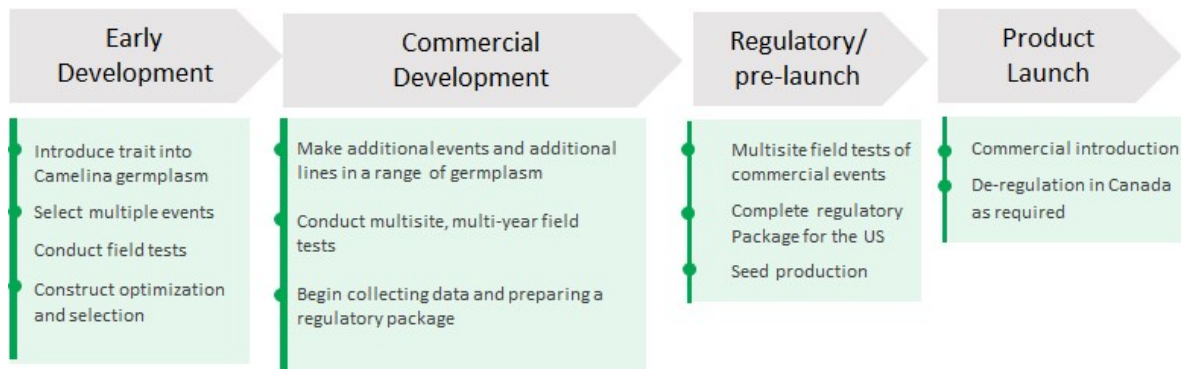 Early
Development
Commercial
Development
Regulatory/
pre-launch
Product
Launch
Introduce trait into
Camelina germplasm
Select multiple events
Conduct field tests
Construct optimization
and selection
Make additional events and additional
lines in a range of germplasm
Conduct multisite, multi-year field
tests
Begin collecting data and preparing a
regulatory package
Multisite field tests of
commercial events
Complete regulatory
Package for the US
Seed production
Commercial introduction
De-regulation in Canada
as required